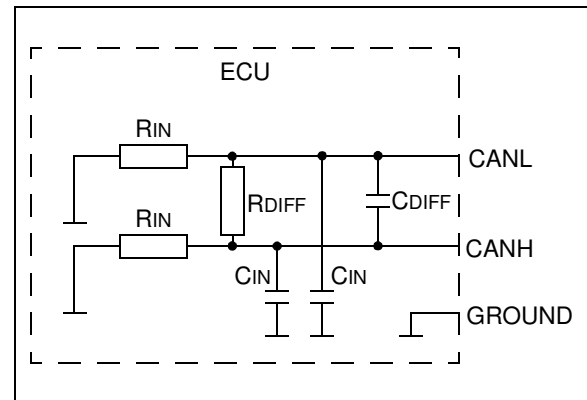 ECU
RIN
CANL
RDIFF
CDIFF
RIN
CANH
CIN
CIN
GROUND